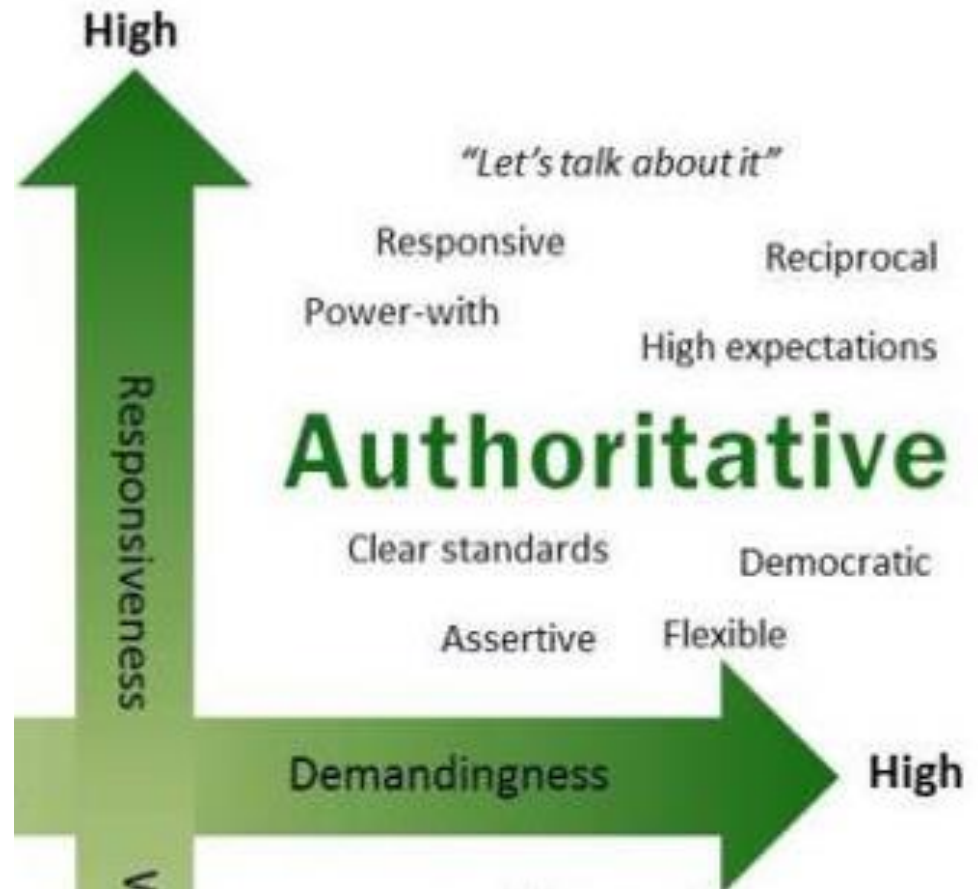 High
“Let’s talk about it”
Responsive
Reciprocal
Power-with
High expectations
Authoritative
Clear standards
Democratic
Assertive
Flexible
Responsiveness
Demandingness
High